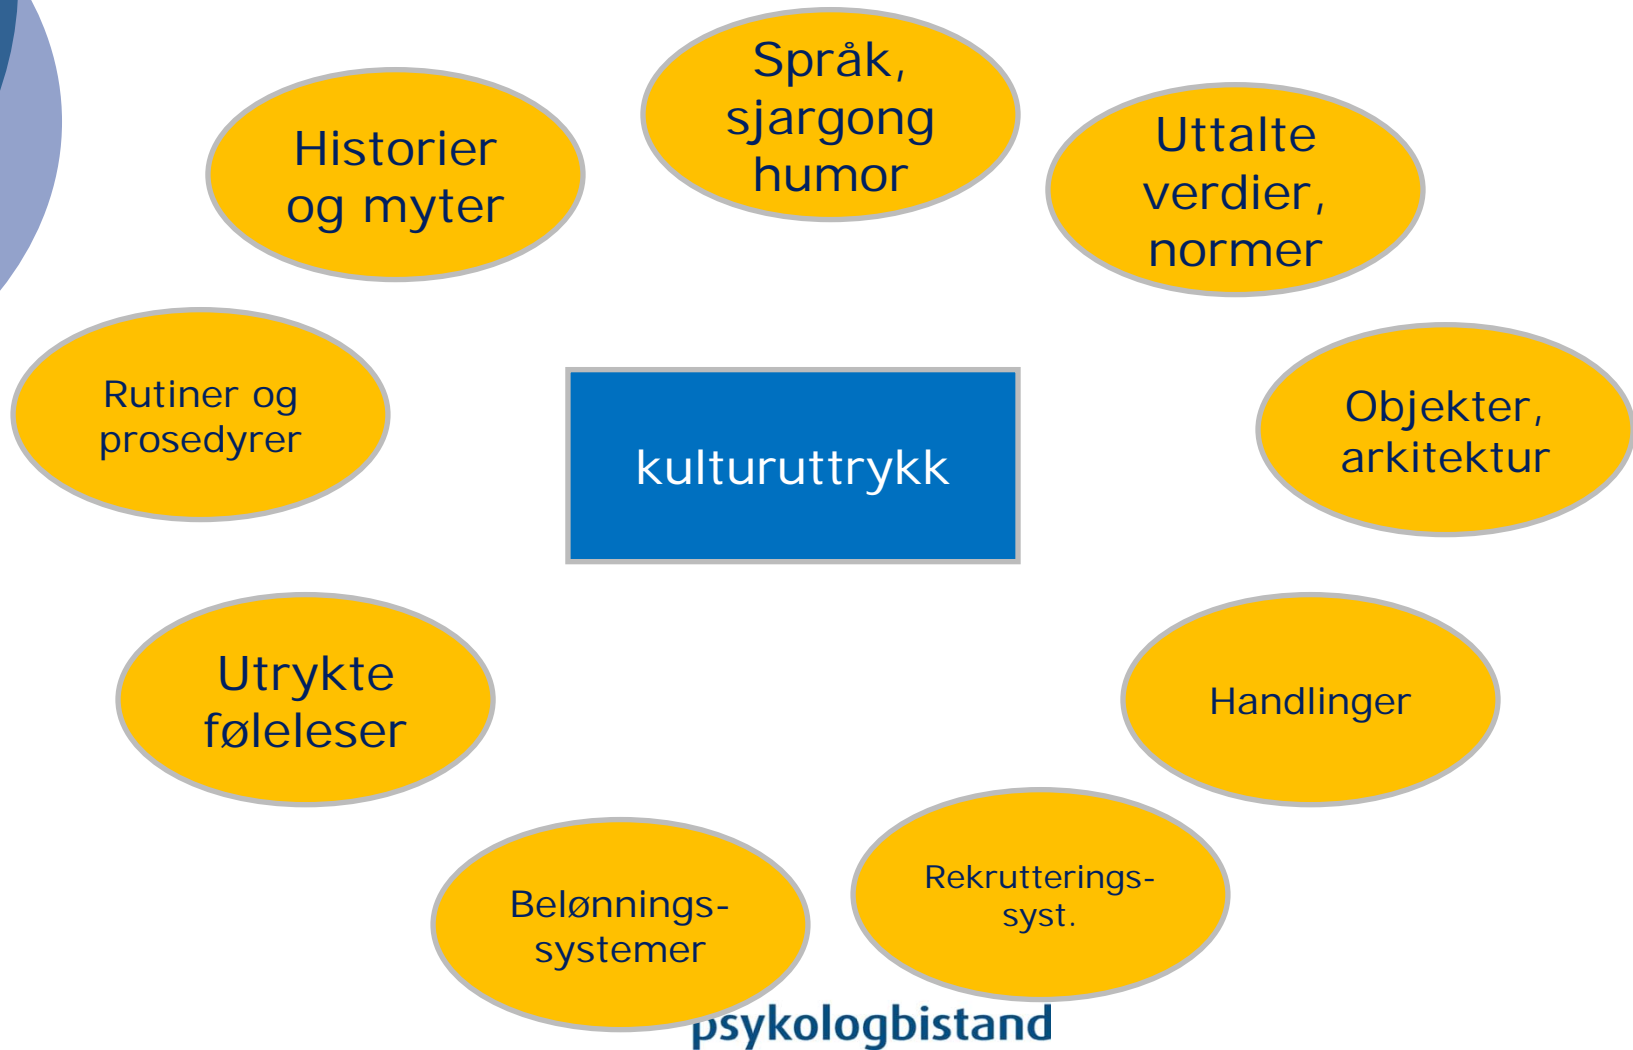 Språk,
sjargong
humor
Historier
og myter
Uttalte
verdier,
normer
Rutiner og
prosedyrer
kulturuttrykk
Objekter,
arkitektur
Utrykte
føleleser
Handlinger
Belønnings-
systemer
Rekrutterings-
syst.
psykologbistand